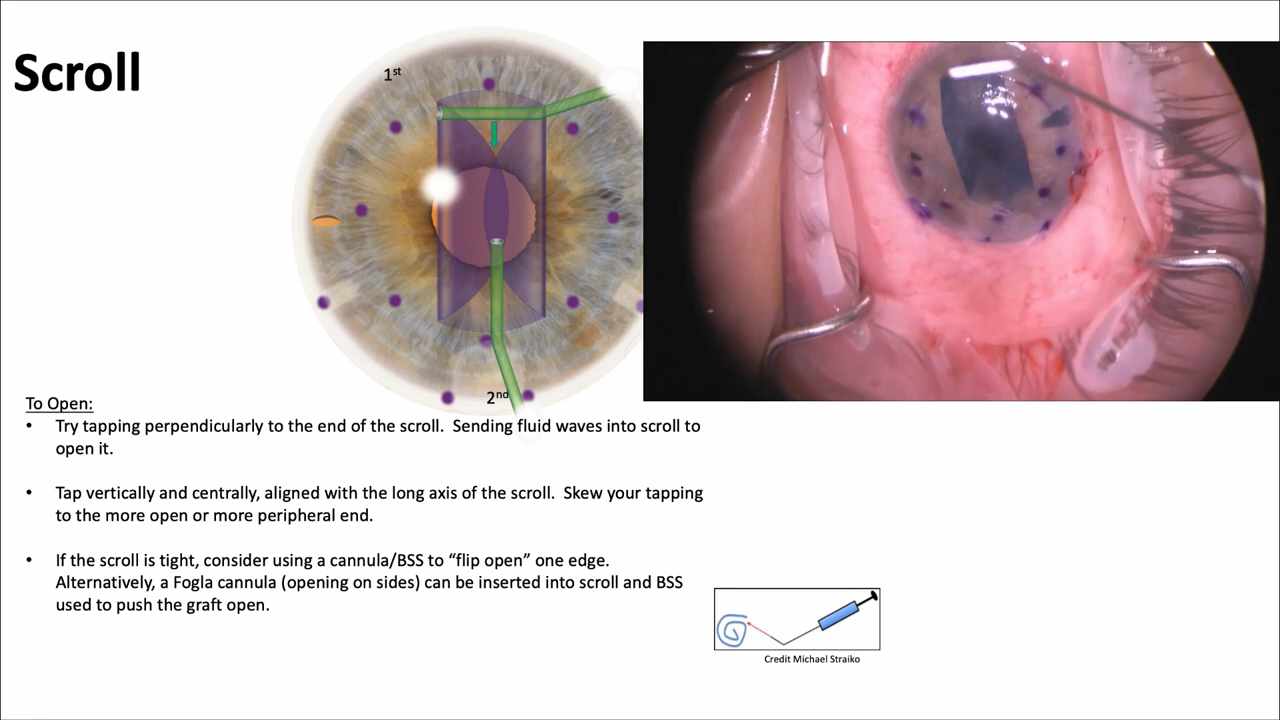 Scroll
1st
2nd
To Open:
• Try tapping perpendicularly to the end of the scroll. Sending fluid waves into scroll to
open it.
• Tap vertically and centrally, aligned with the long axis of the scroll. Skew your tapping
to the more open or more peripheral end.
• If the scroll is tight, consider using a cannula/BSS to “flip open” one edge.
Alternatively, a Fogla cannula (opening on sides) can be inserted into scroll and BSS
used to push the graft open.
Credit Michael Straiko